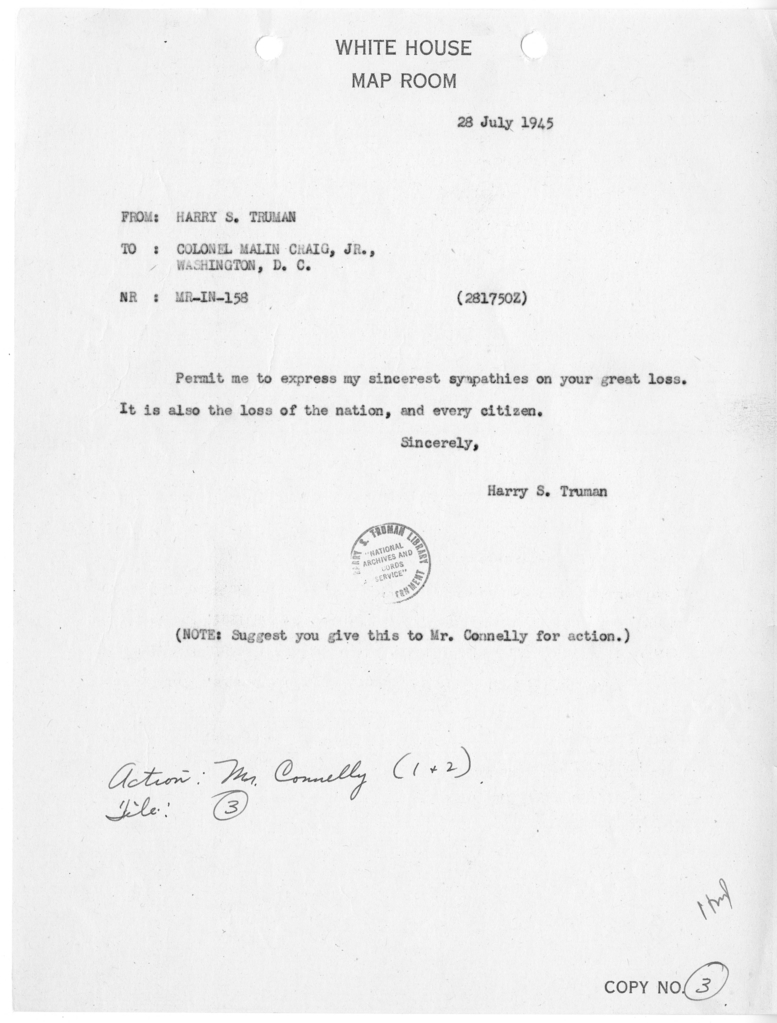 WHITE HOUSE
MAP ROOM
28 July 1945
FROM: HARRY S. TRUMAN
TO : COLONEL MALIN CRAIG, JR.,
WASHINGTON, D. C.
NR : MR-IN-158 (281750Z)
Permit me to express my sincerest sympathies on your great loss.
It is also the loss of the nation, and every citizen.
Sincerely,
Harry S. Truman
S. TRUMAN LIBRARY
"NATIONAL
ARCHIVES AND
SERVICE"
(NOTE: Suggest you give this to Mr. Connelly for action.)
Action: Mr. Connelly (1+2).
File: 3
COPY NO. 3